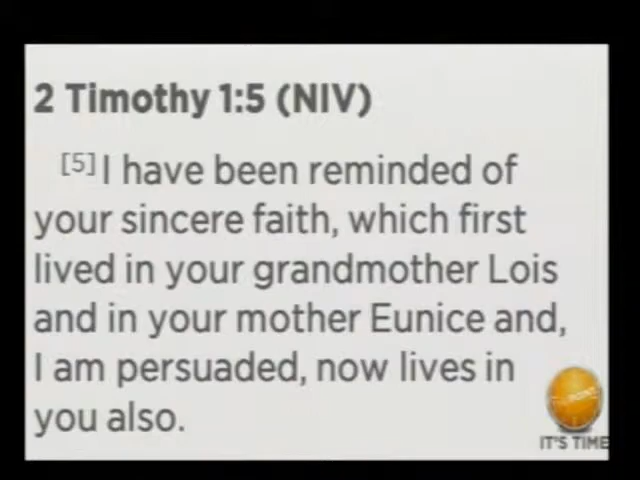 2 Timothy 1:5 (NIV)
[5] I have been reminded of
your sincere faith, which first
lived in your grandmother Lois
and in your mother Eunice and,
I am persuaded, now lives in
you also.
IT'S TIME